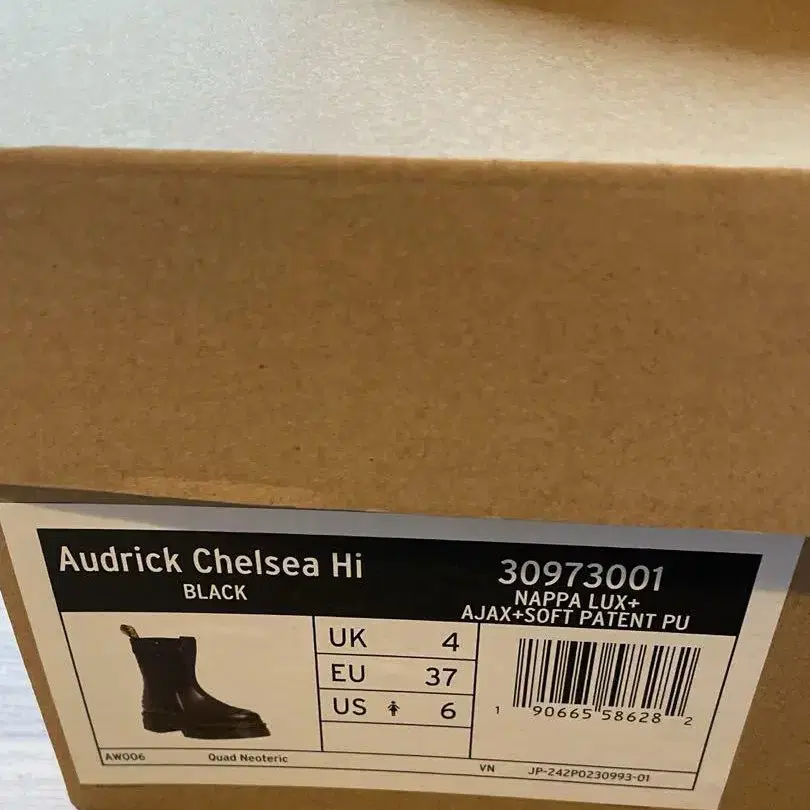 Audrick Chelsea Hi
BLACK
30973001
NAPPA LUX+
AJAX+SOFT PATENT PU
UK 4
EU 37
US 6
1 90665 58628 2
AW006 Quad Neoteric
VN JP-242P0230993-01